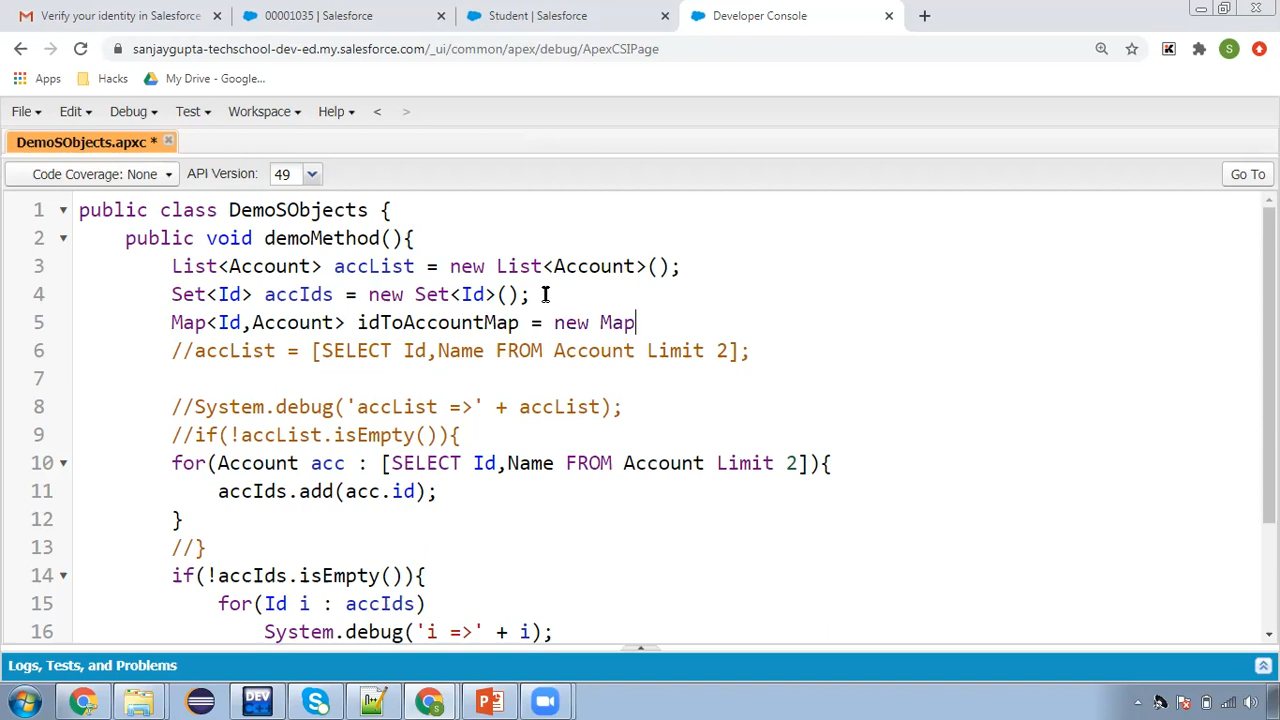 Verify your identity in Salesforce
00001035 | Salesforce
Student | Salesforce
Developer Console
sanjaygupta-techschool-dev-ed.my.salesforce.com/_ui/common/apex/debug/ApexCSIPage
S
Apps
Hacks
My Drive - Google...
File
Edit
Debug
Test
Workspace
Help
<
>
DemoSObjects.apxc *
Code Coverage: None
API Version:
49
Go To
1 public class DemoSObjects {
2 public void demoMethod(){
3 List<Account> accList = new List<Account>();
4 Set<Id> accIds = new Set<Id>();
5 Map<Id,Account> idToAccountMap = new Map
6 //accList = [SELECT Id,Name FROM Account Limit 2];
7
8 //System.debug('accList =>' + accList);
9 //if(!accList.isEmpty()){
10 for(Account acc : [SELECT Id,Name FROM Account Limit 2]){
11 accIds.add(acc.id);
12 }
13 //}
14 if(!accIds.isEmpty()){
15 for(Id i : accIds)
16 System.debug('i =>' + i);
Logs, Tests, and Problems
DEV
C++